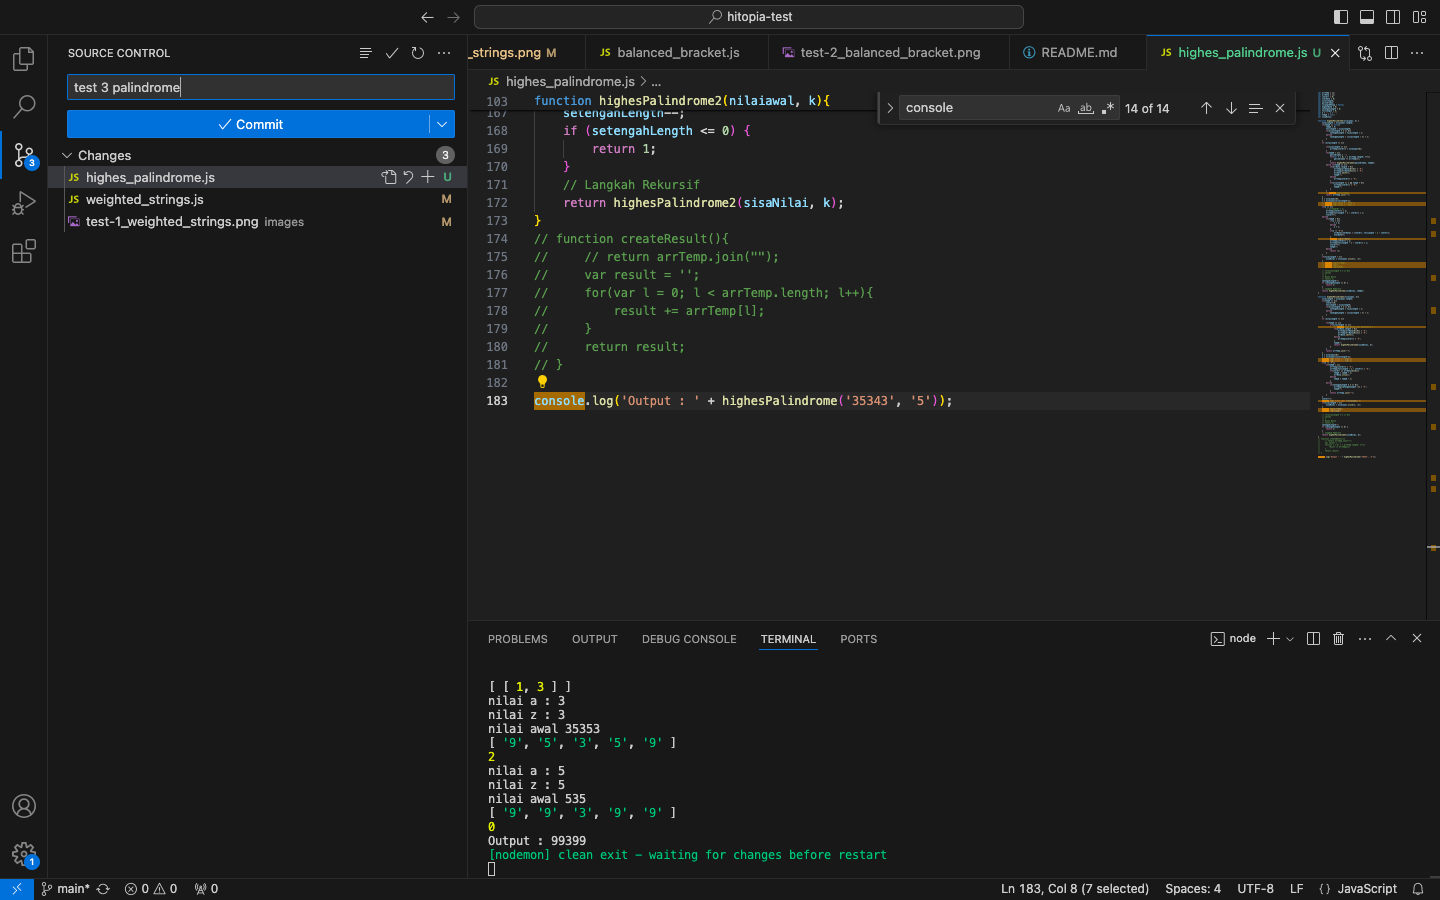 hitopia-test
SOURCE CONTROL
test 3 palindrome
Commit
Changes
3
JS highes_palindrome.js U
JS weighted_strings.js M
test-1_weighted_strings.png images M
3
1
_strings.png M
JS balanced_bracket.js
test-2_balanced_bracket.png
README.md
JS highes_palindrome.js U
JS highes_palindrome.js > ...
console
Aa ab .*
14 of 14
103 function highesPalindrome2(nilaiawal, k){
167 setengahLength--;
168 if (setengahLength <= 0) {
169 return 1;
170 }
171 // Langkah Rekursif
172 return highesPalindrome2(sisaNilai, k);
173 }
174 // function createResult(){
175 // // return arrTemp.join("");
176 // var result = '';
177 // for(var l = 0; l < arrTemp.length; l++){
178 // result += arrTemp[l];
179 // }
180 // return result;
181 // }
182
183 console.log('Output : ' + highesPalindrome('35343', '5'));
PROBLEMS OUTPUT DEBUG CONSOLE TERMINAL PORTS
node
[ [ 1, 3 ] ]
nilai a : 3
nilai z : 3
nilai awal 35353
[ '9', '5', '3', '5', '9' ]
2
nilai a : 5
nilai z : 5
nilai awal 535
[ '9', '9', '3', '9', '9' ]
0
Output : 99399
[nodemon] clean exit - waiting for changes before restart
main* 0 0 0
Ln 183, Col 8 (7 selected) Spaces: 4 UTF-8 LF {} JavaScript